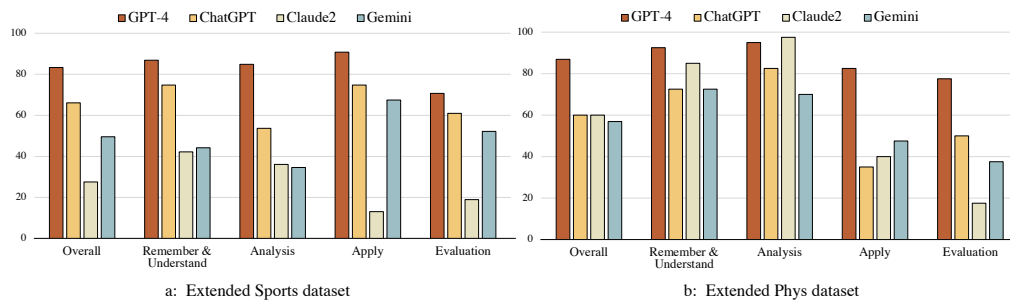 GPT-4 ChatGPT Claude2 Gemini
100
80
60
40
20
0
Overall Remember & Understand Analysis Apply Evaluation
a: Extended Sports dataset
GPT-4 ChatGPT Claude2 Gemini
100
80
60
40
20
0
Overall Remember & Understand Analysis Apply Evaluation
b: Extended Phys dataset